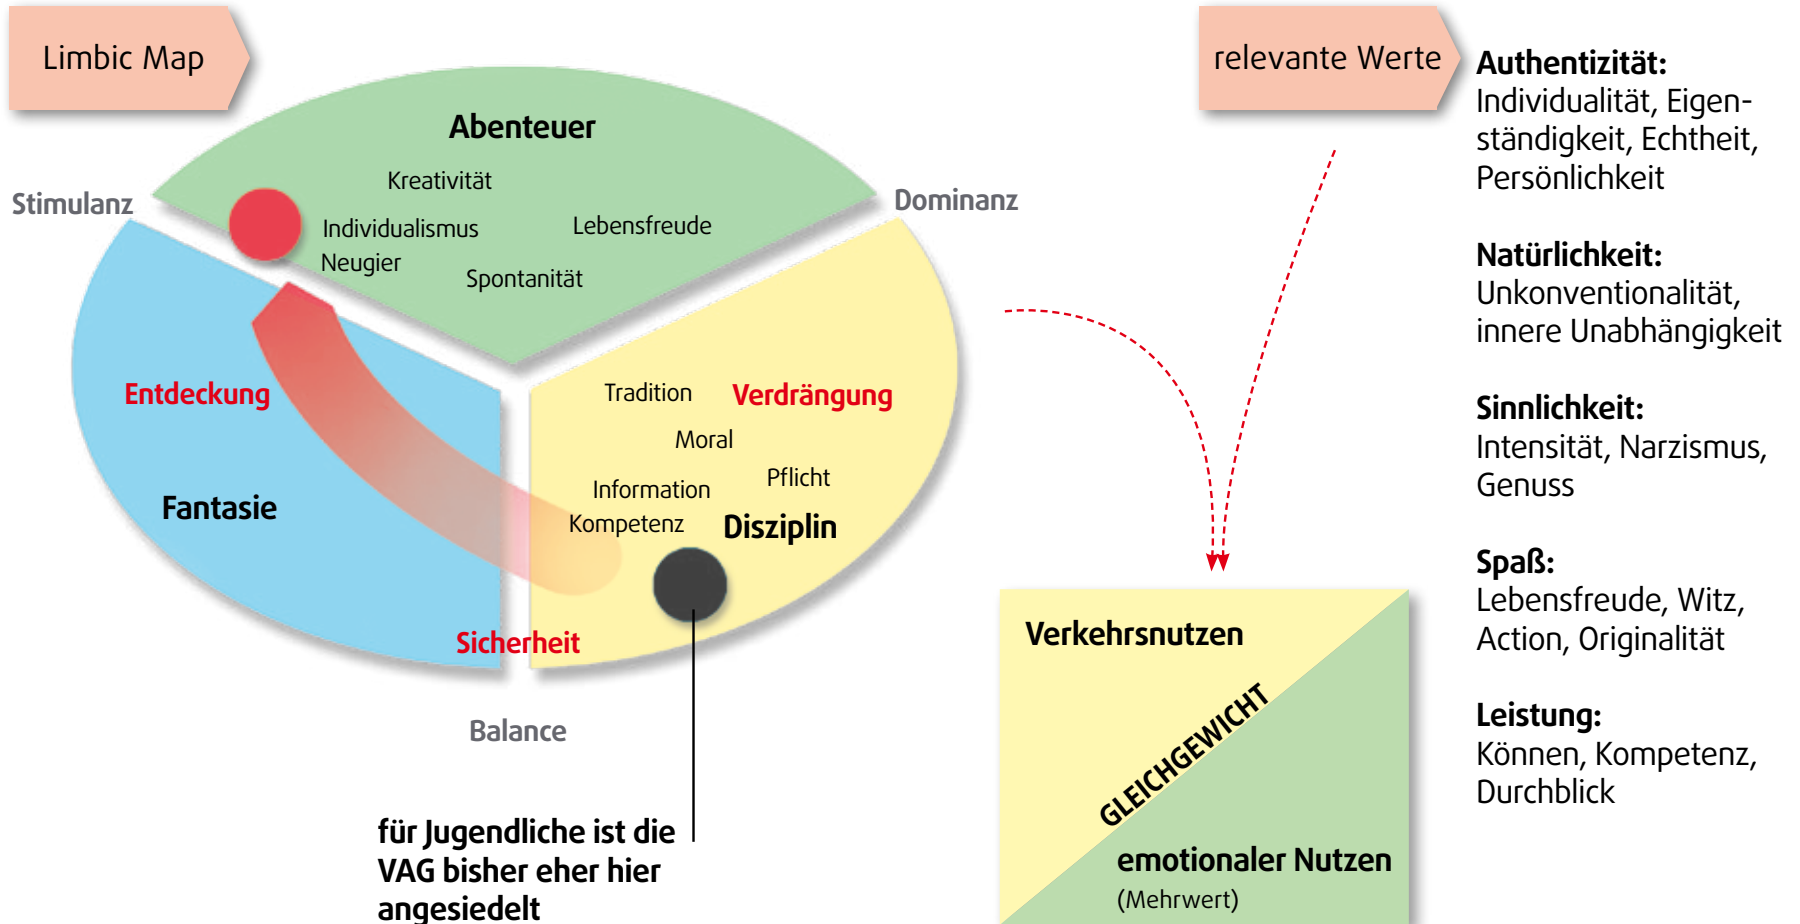 Limbic Map
Abenteuer
Kreativität
Stimulanz
Dominanz
Individualismus
Lebensfreude
Neugier
Spontanität
Entdeckung
Tradition
Verdrängung
Moral
Pflicht
Information
Fantasie
Kompetenz
Disziplin
Sicherheit
Balance
für Jugendliche ist die
VAG bisher eher hier
angesiedelt
relevante Werte
Verkehrsnutzen
GLEICHGEWICHT
emotionaler Nutzen
(Mehrwert)
Authentizität:
Individualität, Eigen-
ständigkeit, Echtheit,
Persönlichkeit
Natürlichkeit:
Unkonventionalität,
innere Unabhängigkeit
Sinnlichkeit:
Intensität, Narzismus,
Genuss
Spaß:
Lebensfreude, Witz,
Action, Originalität
Leistung:
Können, Kompetenz,
Durchblick